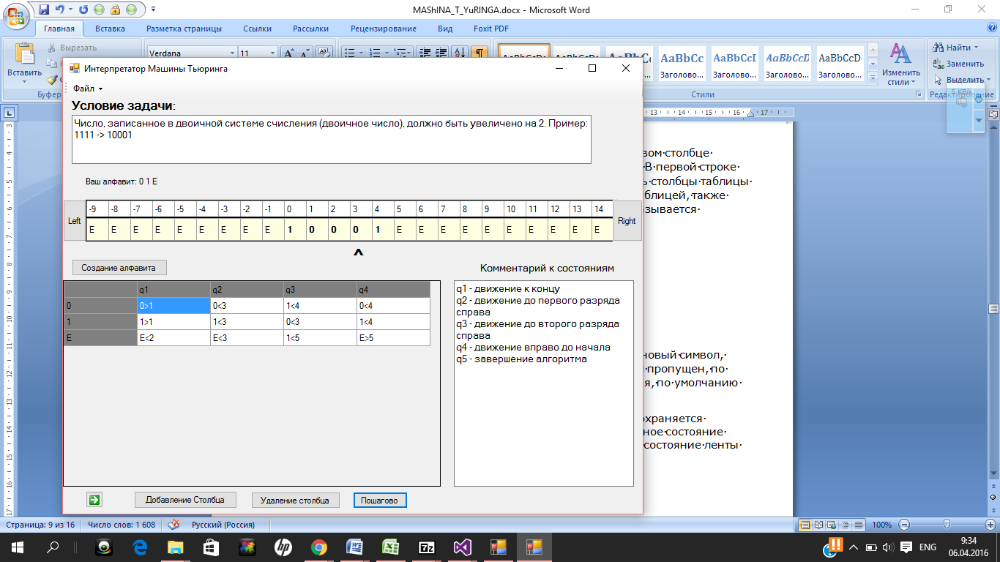 MAShINA_T_YuRINGA.docx - Microsoft Word
Главная Вставка Разметка страницы Ссылки Рассылки Рецензирование Вид Foxit PDF
Вырезать
Вставить
Буфер
Verdana 11
Заголово... Заголово... Заголово... Заголово... Заголово...
Стили
Изменить стили
Найти
Заменить
Выделить
Редактирование
5 KB/s
Интерпретатор Машины Тьюринга
Файл
Условие задачи:
Число, записанное в двоичной системе счисления (двоичное число), должно быть увеличено на 2. Пример:
1111 -> 10001
Ваш алфавит: 0 1 E
Left
-9 -8 -7 -6 -5 -4 -3 -2 -1 0 1 2 3 4 5 6 7 8 9 10 11 12 13 14
E E E E E E E E E 1 0 0 0 1 E E E E E E E E E E
Right
^
Создание алфавита
q1 q2 q3 q4
0 0>1 0<3 1<4 0<4
1 1>1 1<3 0<3 1<4
E E<2 E<3 1<5 E>5
Комментарий к состояниям
q1 - движение к концу
q2 - движение до первого разряда
справа
q3 - движение до второго разряда
справа
q4 - движение вправо до начала
q5 - завершение алгоритма
Добавление Столбца
Удаление столбца
Пошагово
13 14 15 16 17
вом столбце
В первой строке
ь столбцы таблицы
блицей, также
азывается
новый символ,
пропущен, по
я, по умолчанию
охраняется
ное состояние
состояние ленты
Страница: 9 из 16 Число слов: 1 608 Русский (Россия) 100%
ENG
9:34
06.04.2016